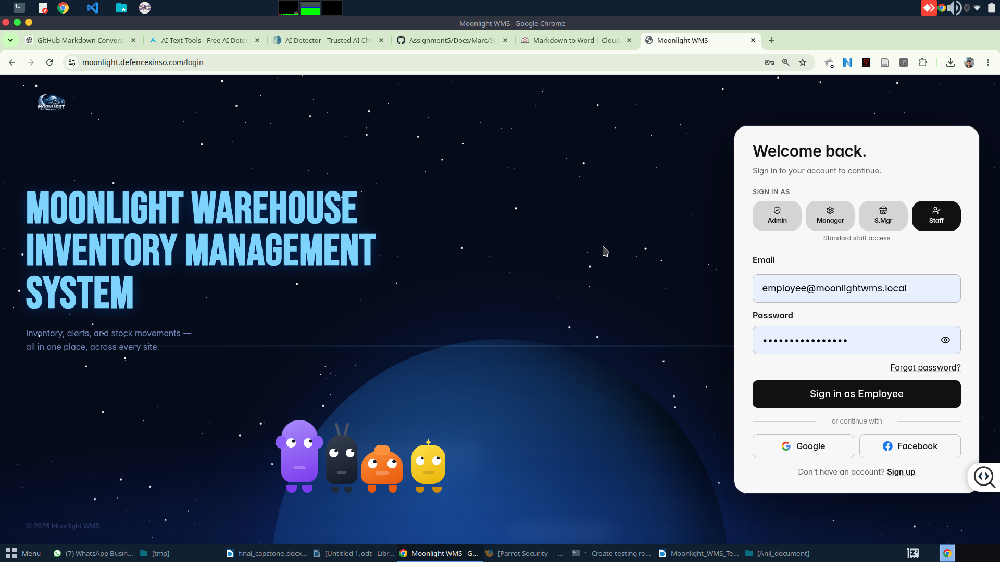 Moonlight WMS - Google Chrome
GitHub Markdown Convers
AI Text Tools - Free AI Detec
AI Detector - Trusted AI Che
Assignment5/Docs/Marc/Se
Markdown to Word | Cloud
Moonlight WMS
moonlight.defencexinso.com/login
MOONLIGHT
MOONLIGHT WAREHOUSE
INVENTORY MANAGEMENT
SYSTEM
Inventory, alerts, and stock movements —
all in one place, across every site.
© 2026 Moonlight WMS
Welcome back.
Sign in to your account to continue.
SIGN IN AS
Admin
Manager
S.Mgr
Staff
Standard staff access
Email
employee@moonlightwms.local
Password
••••••••••••••••
Forgot password?
Sign in as Employee
or continue with
Google
Facebook
Don't have an account? Sign up
Menu
(7) WhatsApp Busin...
[tmp]
final_capstone.docx...
[Untitled 1.odt - Libr...
Moonlight WMS - G...
[Parrot Security — ...
Create testing re...
Moonlight_WMS_Te...
[Anil_document]